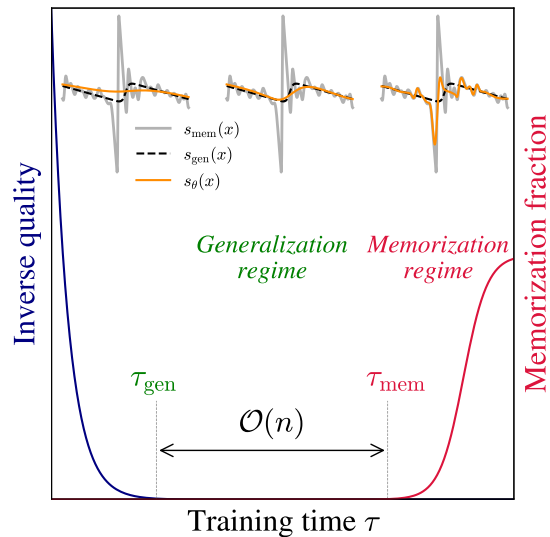 s_mem(x)
s_gen(x)
s_θ(x)
Generalization
regime
Memorization
regime
Inverse quality
Memorization fraction
τ_gen
τ_mem
𝒪(n)
Training time τ